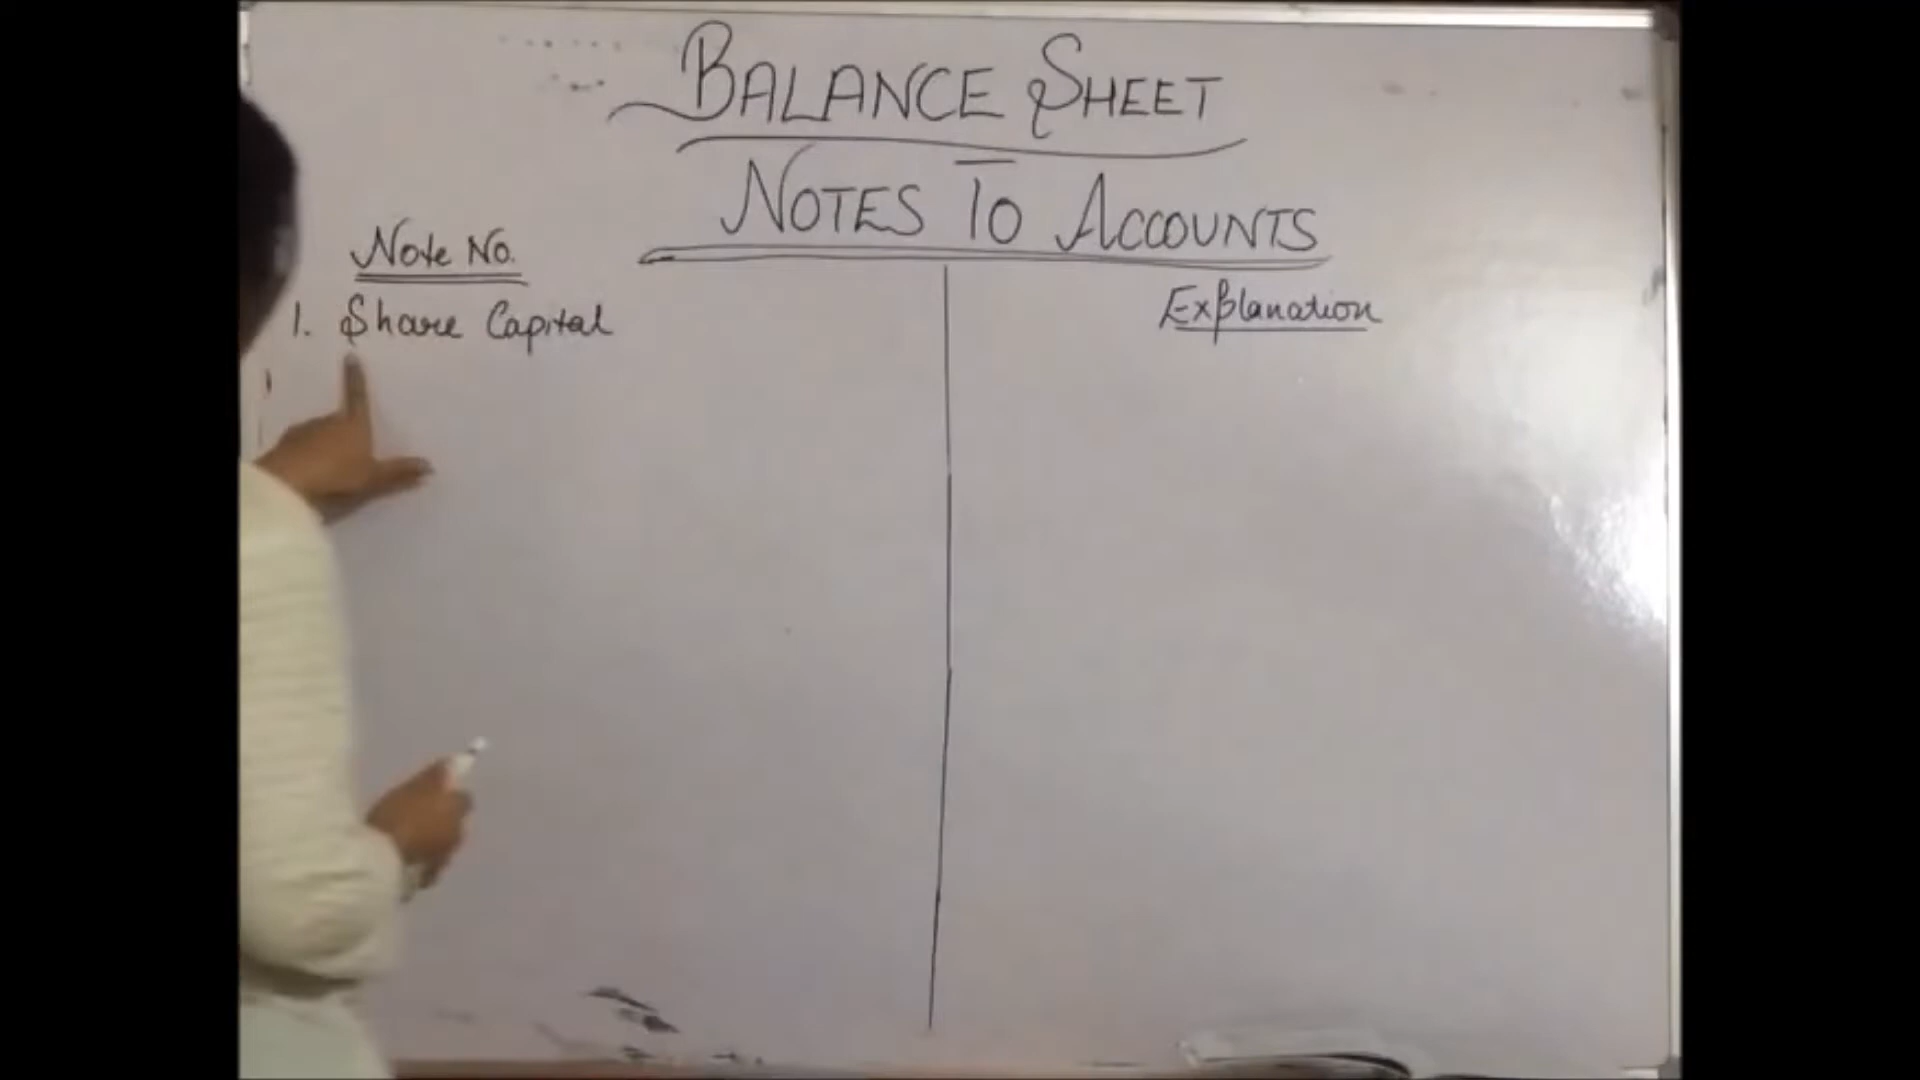 BALANCE SHEET
NOTES TO ACCOUNTS
Note No.
1. Share Capital
Explanation